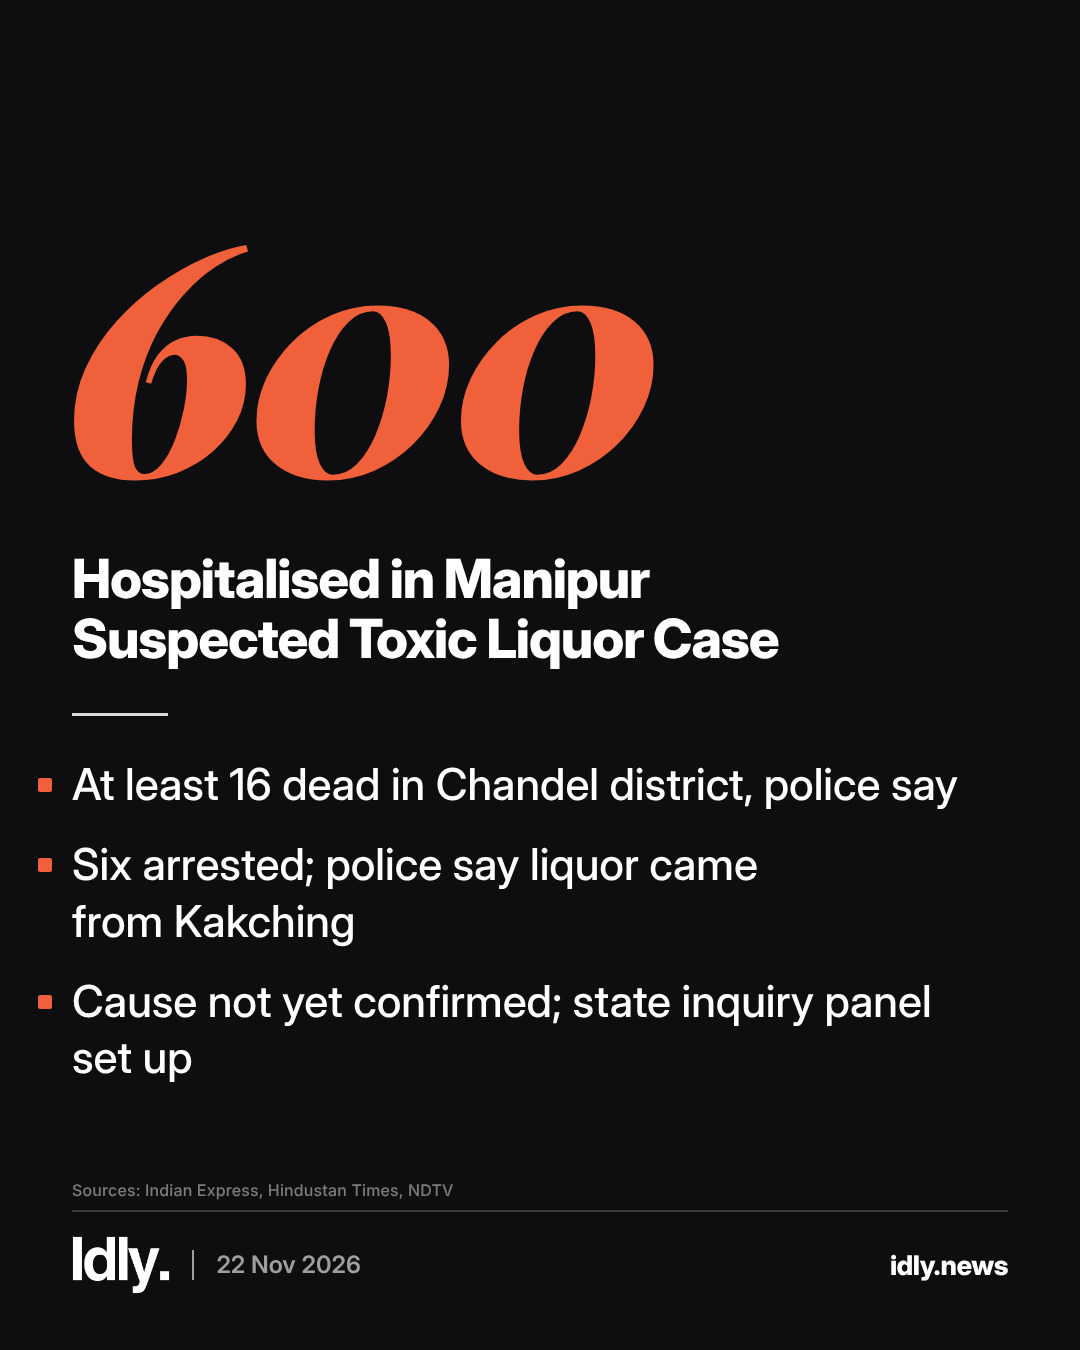 600
Hospitalised in Manipur
Suspected Toxic Liquor Case
At least 16 dead in Chandel district, police say
Six arrested; police say liquor came
from Kakching
Cause not yet confirmed; state inquiry panel
set up
Sources: Indian Express, Hindustan Times, NDTV
Idly. | 22 Nov 2026
idly.news